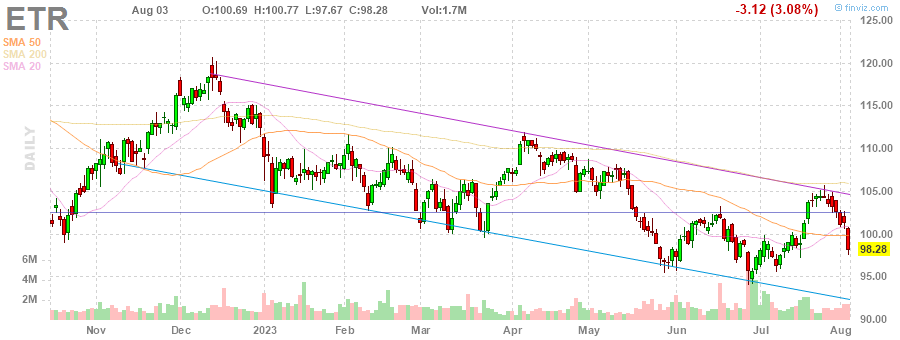 ETR Aug 03 O:100.69 H:100.77 L:97.67 C:98.28 Vol:1.7M -3.12 (3.08%) © finviz.com
SMA 50
SMA 200
SMA 20
DAILY
125.00
120.00
115.00
110.00
105.00
100.00
98.28
95.00
90.00
6M
4M
2M
Nov Dec 2023 Feb Mar Apr May Jun Jul Aug